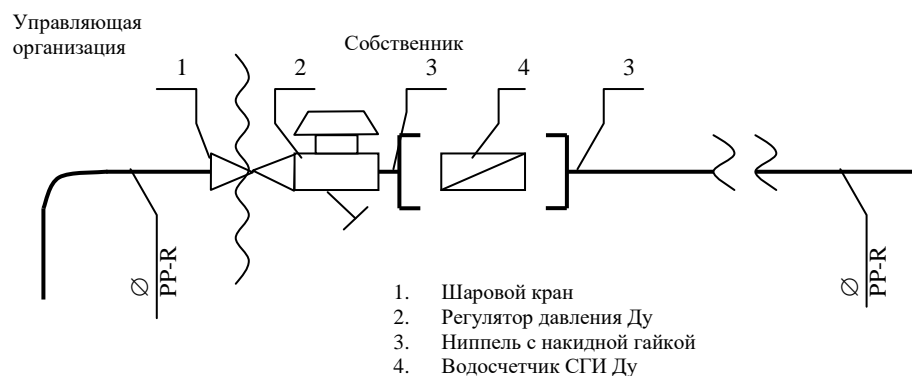 Управляющая
организация
Собственник
1
2
3
4
3
∅
PP-R
∅
PP-R
1. Шаровой кран
2. Регулятор давления Ду
3. Ниппель с накидной гайкой
4. Водосчетчик СГИ Ду